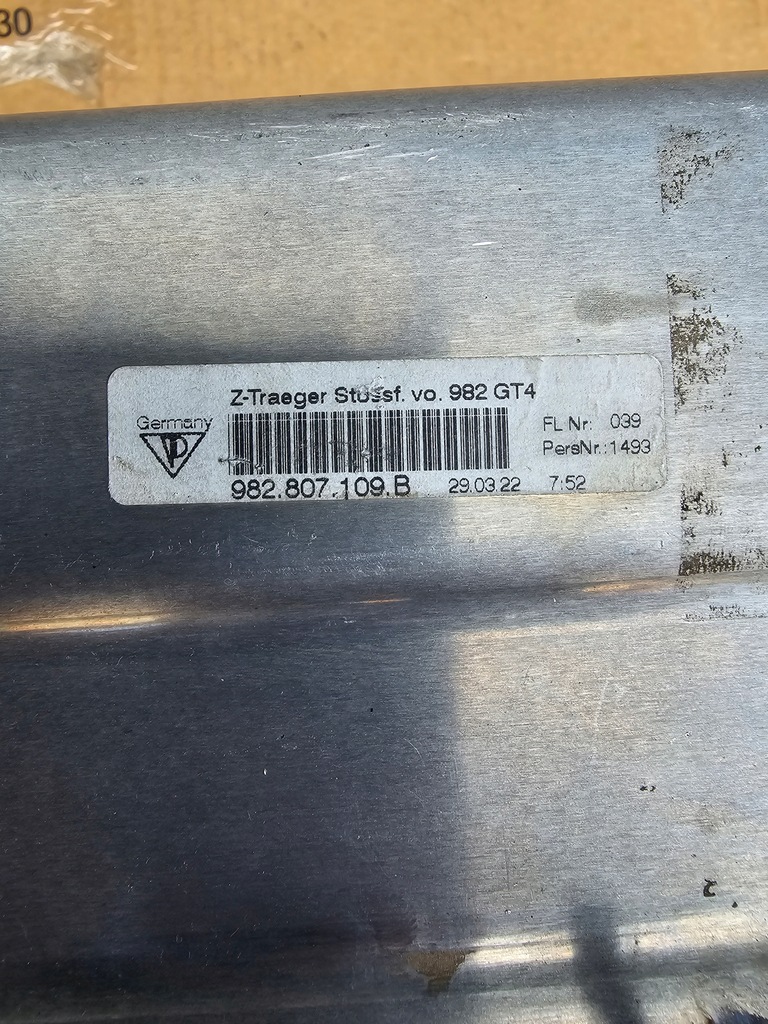 30
Z-Traeger Stossf. vo. 982 GT4
Germany
FL Nr: 039
PersNr.:1493
982.807.109.B 29.03.22 7:52